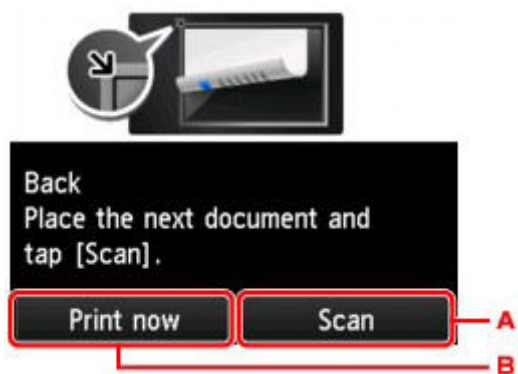 Back
Place the next document and
tap [Scan].
Print now Scan A
B